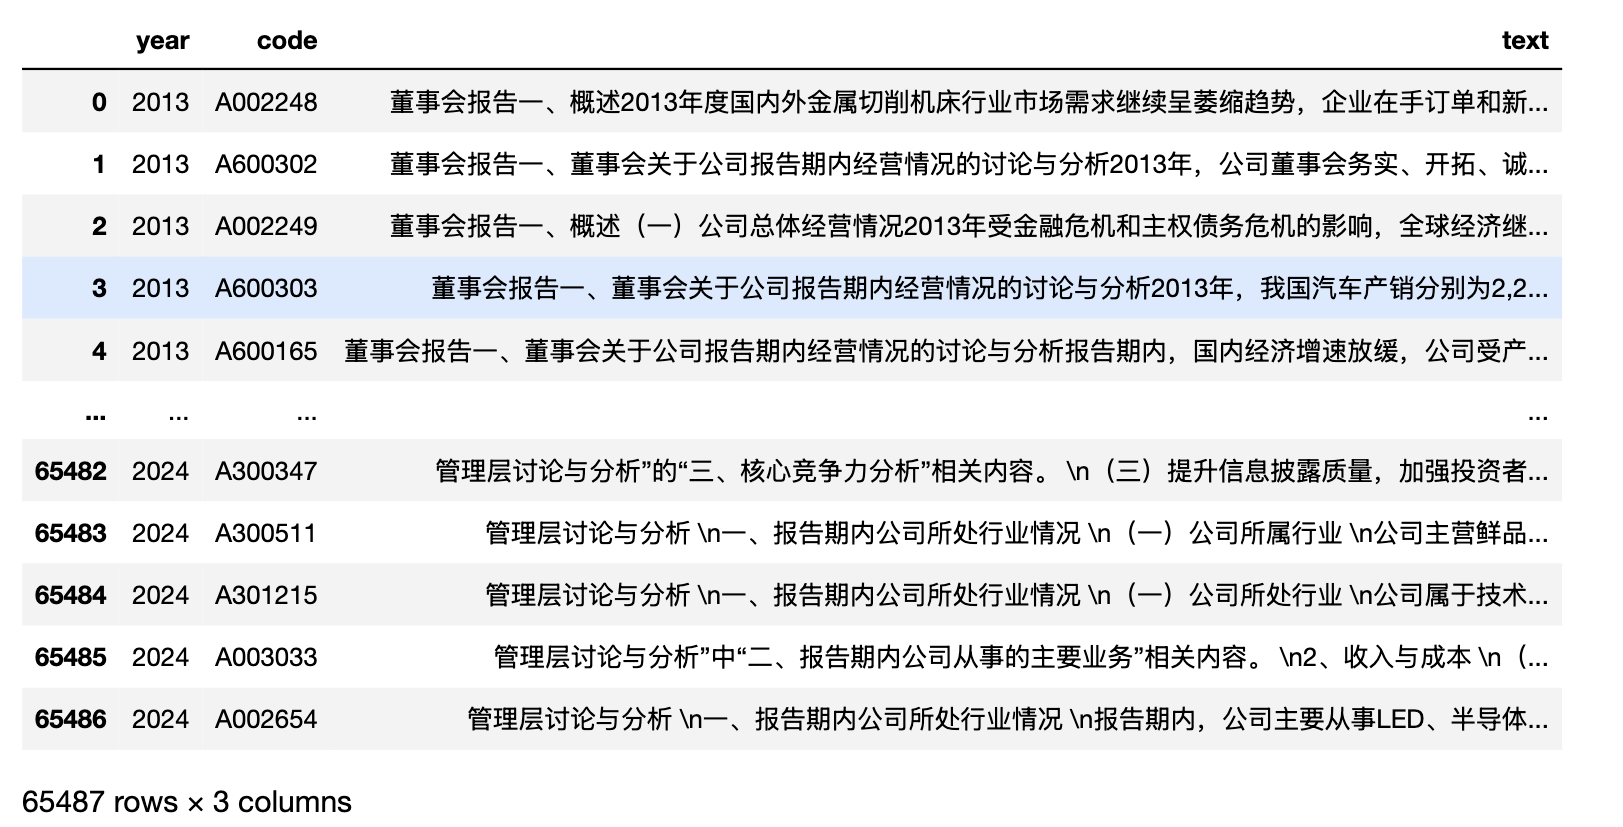 year code text
0 2013 A002248 董事会报告一、概述2013年度国内外金属切削机床行业市场需求继续呈萎缩趋势，企业在手订单和新...
1 2013 A600302 董事会报告一、董事会关于公司报告期内经营情况的讨论与分析2013年，公司董事会务实、开拓、诚...
2 2013 A002249 董事会报告一、概述（一）公司总体经营情况2013年受金融危机和主权债务危机的影响，全球经济继...
3 2013 A600303 董事会报告一、董事会关于公司报告期内经营情况的讨论与分析2013年，我国汽车产销分别为2,2...
4 2013 A600165 董事会报告一、董事会关于公司报告期内经营情况的讨论与分析报告期内，国内经济增速放缓，公司受产...
... ... ... ...
65482 2024 A300347 管理层讨论与分析”的“三、核心竞争力分析”相关内容。 \n（三）提升信息披露质量，加强投资者...
65483 2024 A300511 管理层讨论与分析 \n一、报告期内公司所处行业情况 \n（一）公司所属行业 \n公司主营鲜品...
65484 2024 A301215 管理层讨论与分析 \n一、报告期内公司所处行业情况 \n（一）公司所处行业 \n公司属于技术...
65485 2024 A003033 管理层讨论与分析”中“二、报告期内公司从事的主要业务”相关内容。 \n2、收入与成本 \n（...
65486 2024 A002654 管理层讨论与分析 \n一、报告期内公司所处行业情况 \n报告期内，公司主要从事LED、半导体...
65487 rows × 3 columns